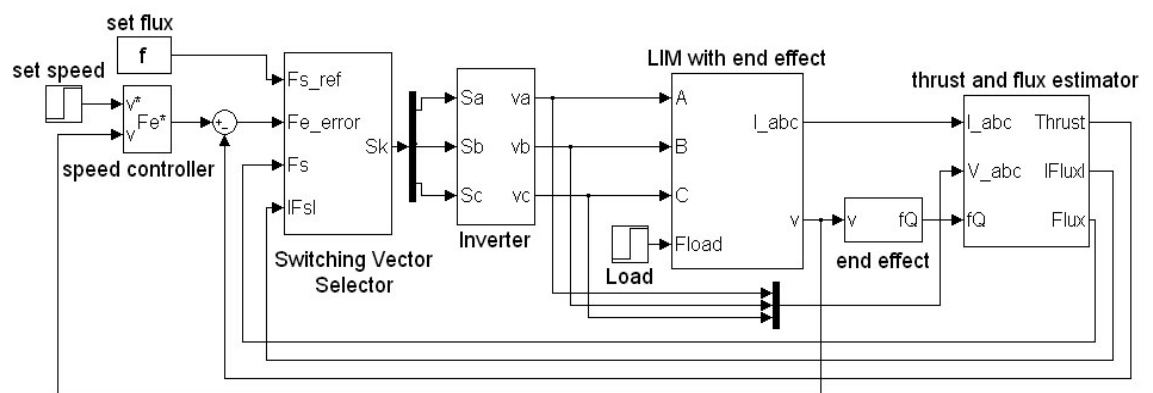 set flux
f
set speed
v*
v
Fe*
speed controller
+
-
Fs_ref
Fe_error
Fs
IFsI
Sk
Switching Vector
Selector
Sa
Sb
Sc
va
vb
vc
Inverter
LIM with end effect
A
B
C
Fload
I_abc
v
Load
v
fQ
end effect
thrust and flux estimator
I_abc
V_abc
fQ
Thrust
IFluxI
Flux